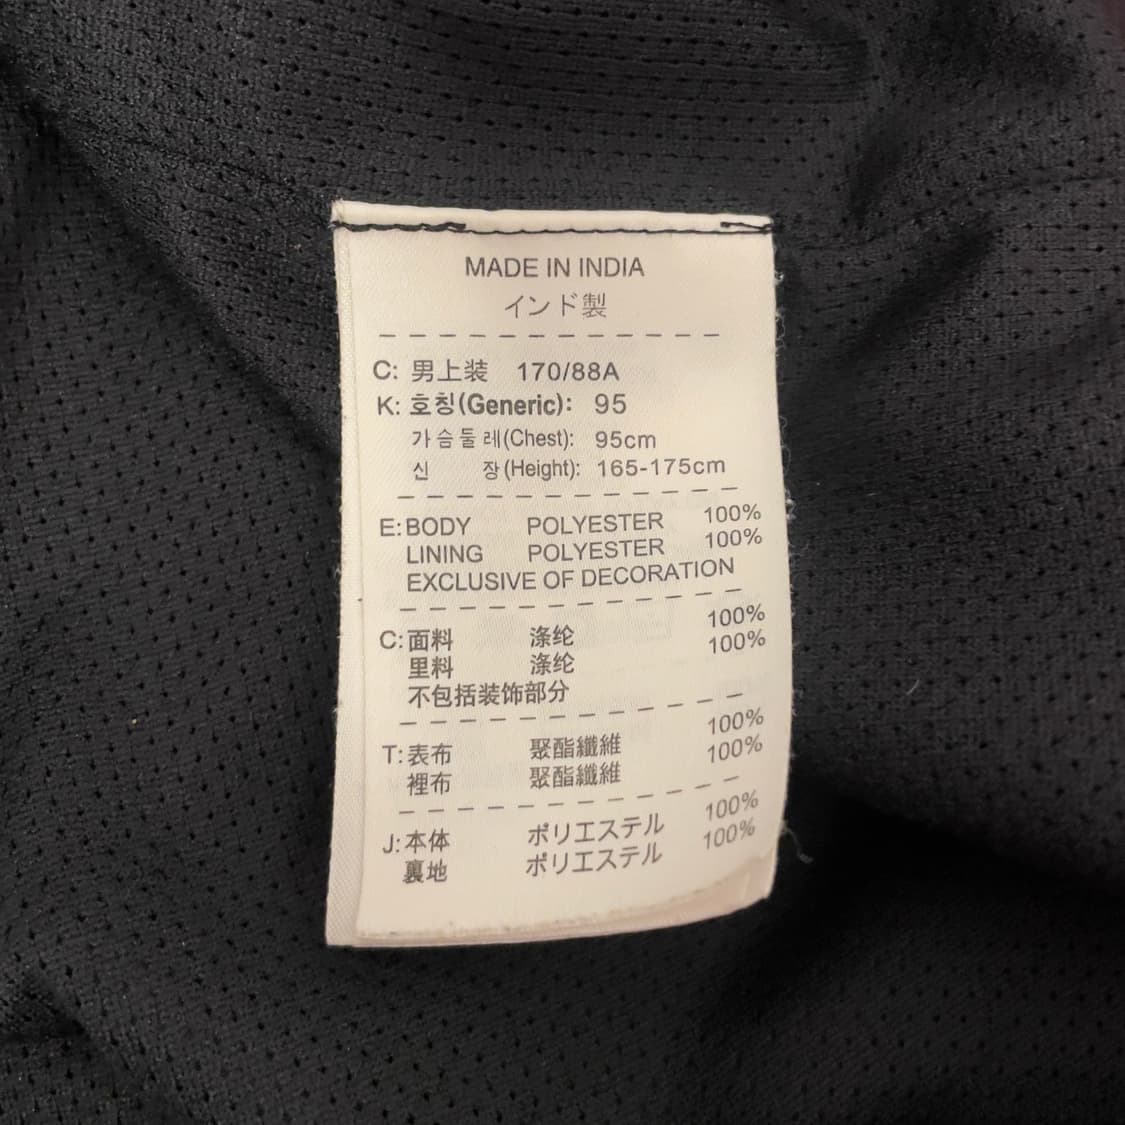 MADE IN INDIA
インド製
C: 男上装 170/88A
K: 호칭(Generic): 95
가슴둘레(Chest): 95cm
신 장(Height): 165-175cm
E: BODY POLYESTER 100%
LINING POLYESTER 100%
EXCLUSIVE OF DECORATION
C: 面料 涤纶 100%
里料 涤纶 100%
不包括装饰部分
T: 表布 聚酯纖維 100%
裡布 聚酯纖維 100%
J: 本体 ポリエステル 100%
裏地 ポリエステル 100%